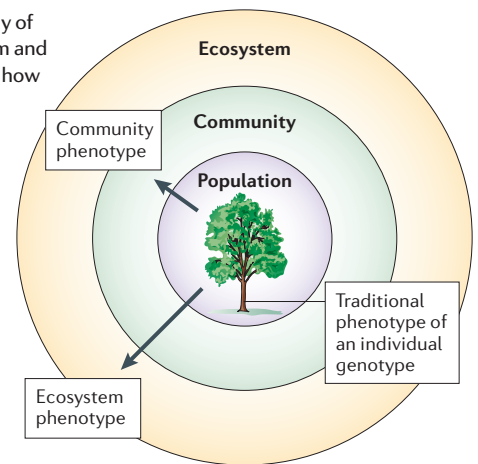 y of
m and
how
Ecosystem
Community
phenotype
Community
Population
Traditional
phenotype of
an individual
genotype
Ecosystem
phenotype